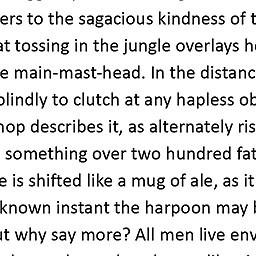 ers to the sagacious kindness of t
at tossing in the jungle overlays h
e main-mast-head. In the distanc
blindly to clutch at any hapless ob
hop describes it, as alternately ris
something over two hundred fat
e is shifted like a mug of ale, as it
known instant the harpoon may b
ut why say more? All men live env